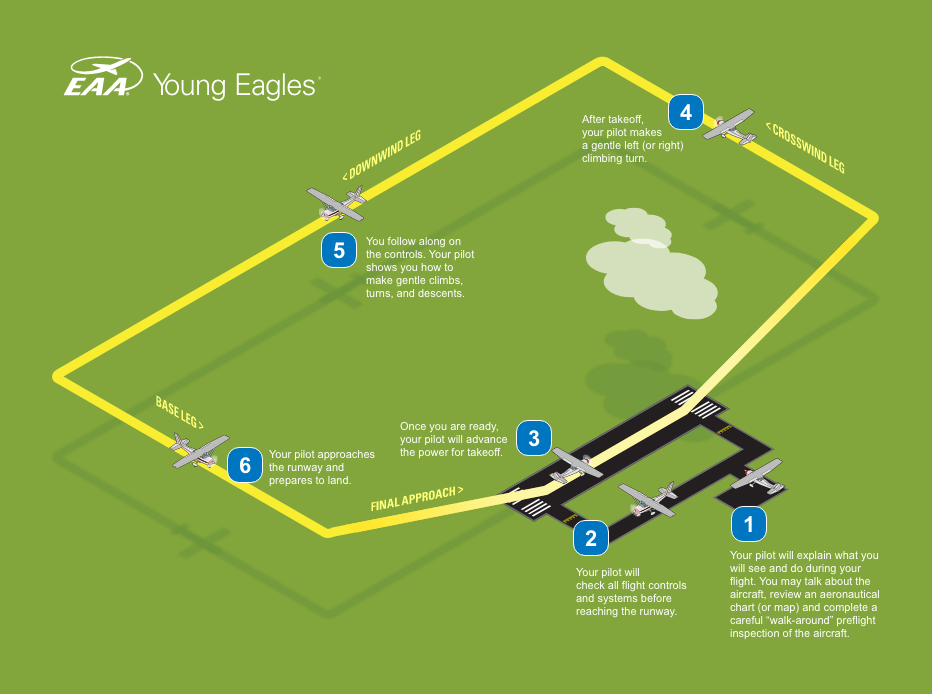 EAA
Young Eagles
4
After takeoff,
your pilot makes
a gentle left (or right)
climbing turn.
< CROSSWIND LEG
< DOWNWIND LEG
5
You follow along on
the controls. Your pilot
shows you how to
make gentle climbs,
turns, and descents.
BASE LEG >
6
Your pilot approaches
the runway and
prepares to land.
Once you are ready,
your pilot will advance
the power for takeoff.
3
FINAL APPROACH >
2
Your pilot will
check all flight controls
and systems before
reaching the runway.
1
Your pilot will explain what you
will see and do during your
flight. You may talk about the
aircraft, review an aeronautical
chart (or map) and complete a
careful “walk-around” preflight
inspection of the aircraft.